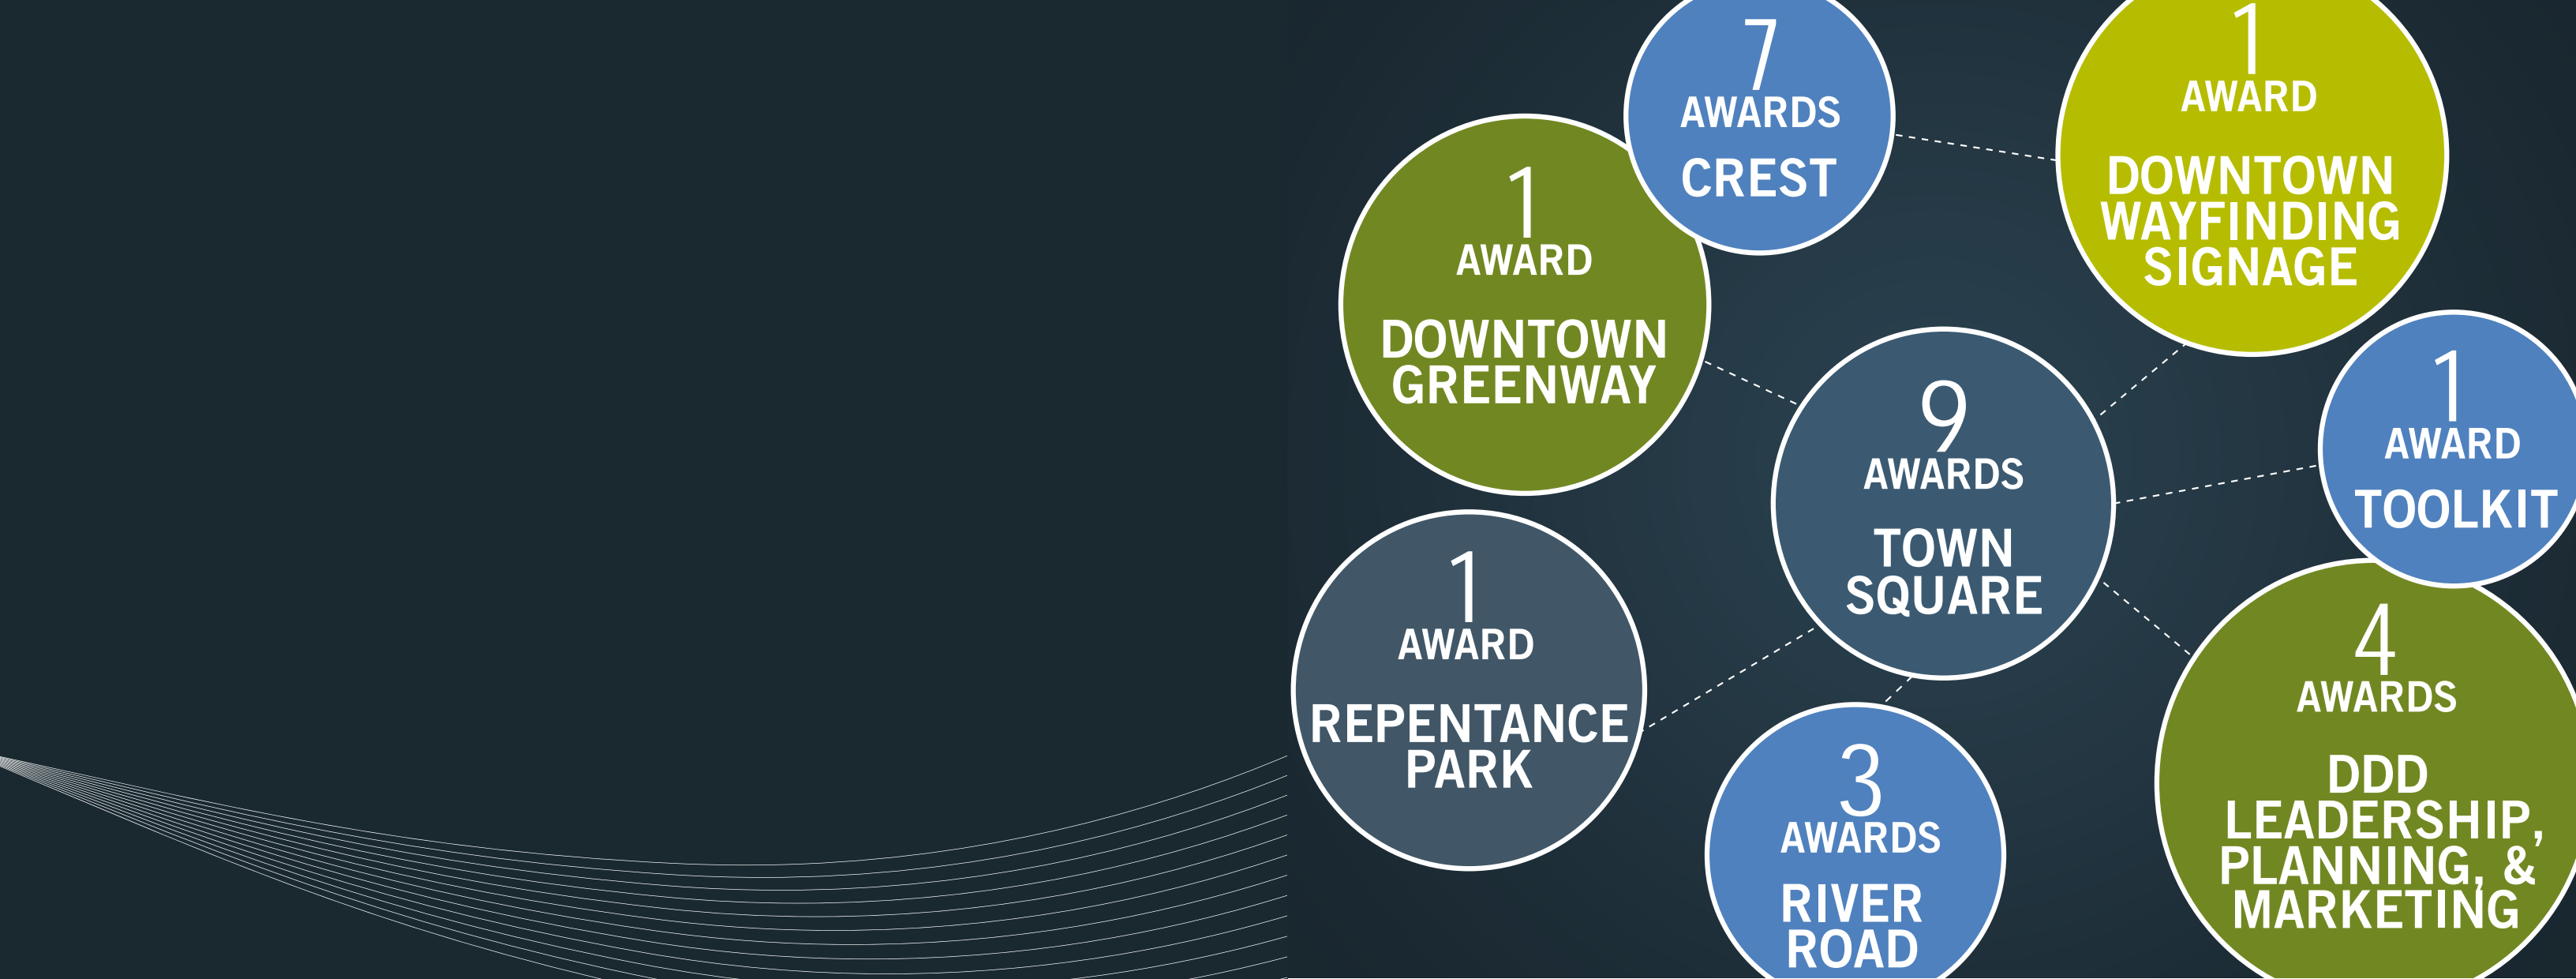 7
AWARDS
CREST
1
AWARD
DOWNTOWN
WAYFINDING
SIGNAGE
1
AWARD
DOWNTOWN
GREENWAY
9
AWARDS
TOWN
SQUARE
1
AWARD
TOOLKIT
1
AWARD
REPENTANCE
PARK
3
AWARDS
RIVER
ROAD
4
AWARDS
DDD
LEADERSHIP,
PLANNING, &
MARKETING